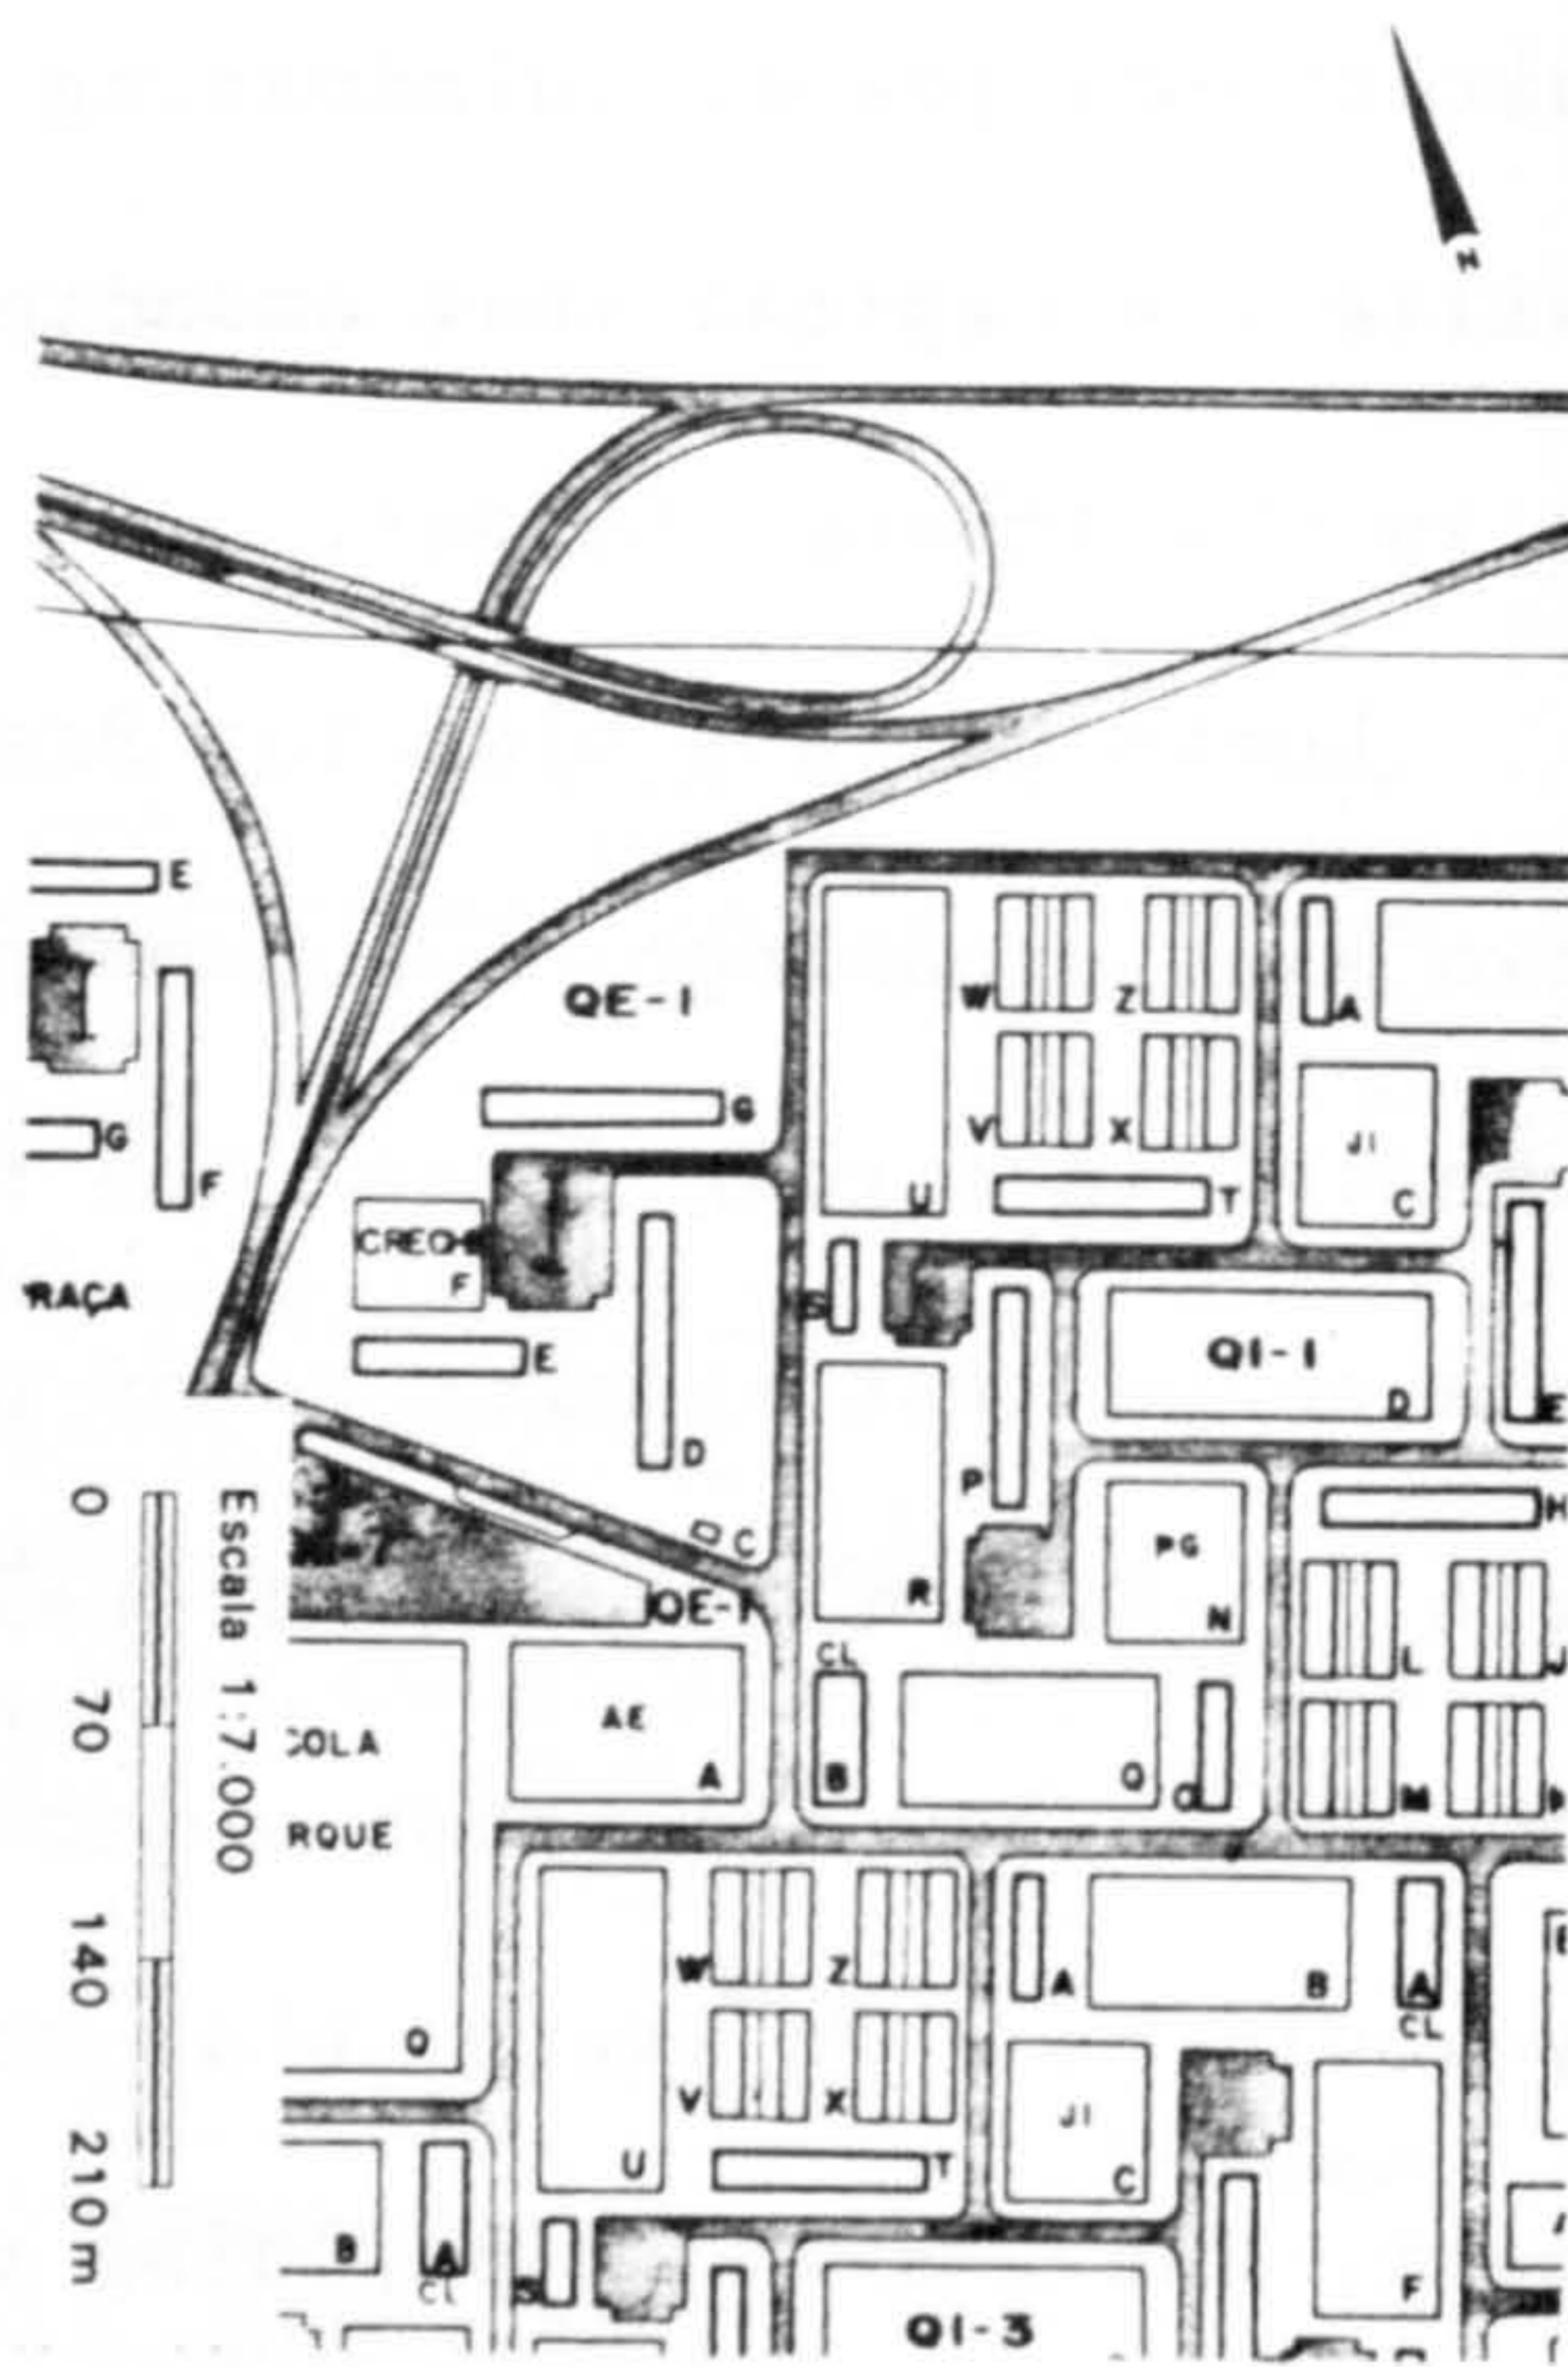 N
E
QE-1
W
Z
A
G
G
V
X
JI
F
U
T
C
CRECHE
F
RAÇA
S
E
QI-1
D
E
D
P
H
0
Escala 1:7.000
C
PG
R
N
QE-1
CL
L
J
70
AE
COLA
A
B
Q
O
M
RQUE
140
W
Z
A
B
A
CL
Q
V
X
JI
210 m
U
T
C
B
A
CL
S
F
QI-3